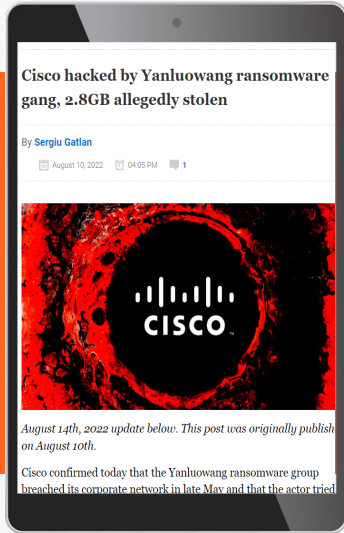 Cisco hacked by Yanluowang ransomware
gang, 2.8GB allegedly stolen
By Sergiu Gatlan
August 10, 2022 04:05 PM 1
CISCO
August 14th, 2022 update below. This post was originally publish
on August 10th.
Cisco confirmed today that the Yanluowang ransomware group
breached its corporate network in late May and that the actor tried